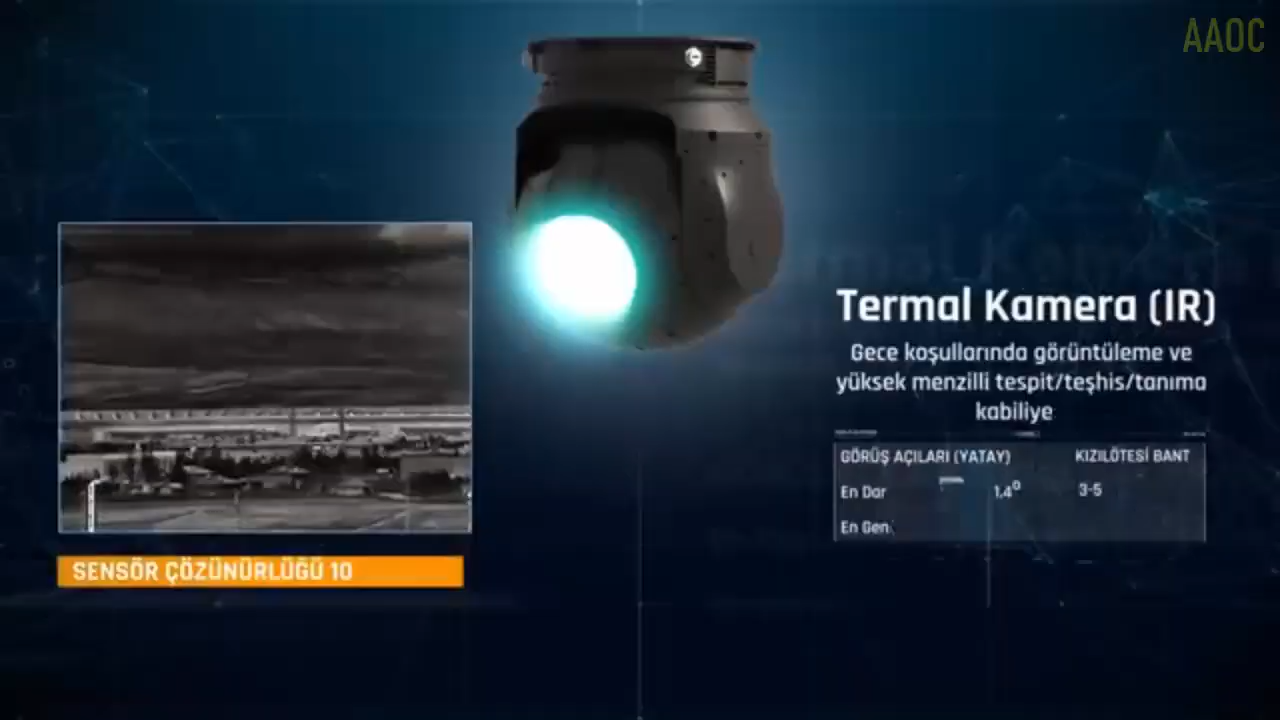 AAOC
Termal Kamera (IR)
Gece koşullarında görüntüleme ve
yüksek menzilli tespit/teşhis/tanıma
kabiliye
GÖRÜŞ AÇILARI (YATAY) KIZILÖTESİ BANT
En Dar 1,4° 3-5
En Gen
SENSÖR ÇÖZÜNÜRLÜĞÜ 10